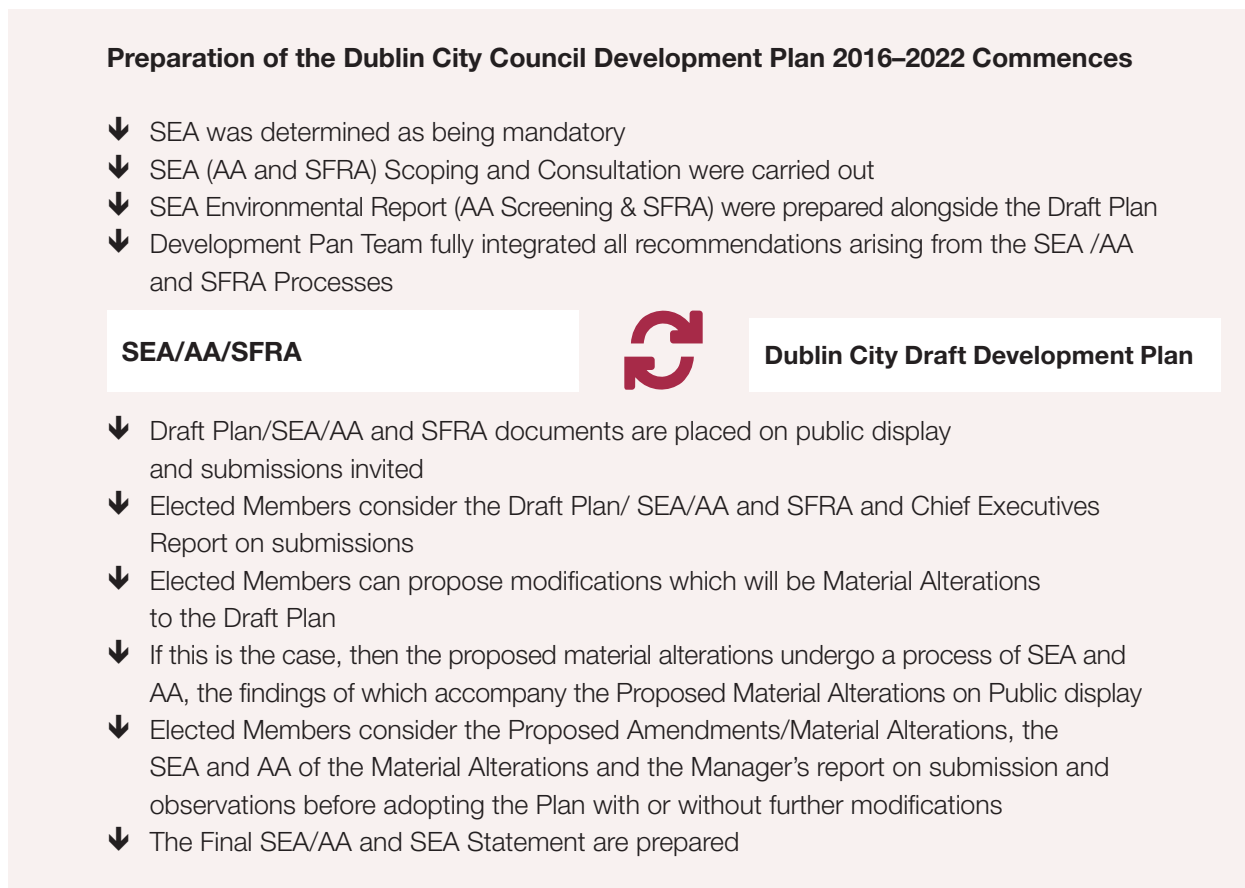 Preparation of the Dublin City Council Development Plan 2016–2022 Commences
SEA was determined as being mandatory
SEA (AA and SFRA) Scoping and Consultation were carried out
SEA Environmental Report (AA Screening & SFRA) were prepared alongside the Draft Plan
Development Pan Team fully integrated all recommendations arising from the SEA /AA
and SFRA Processes
SEA/AA/SFRA
Dublin City Draft Development Plan
Draft Plan/SEA/AA and SFRA documents are placed on public display
and submissions invited
Elected Members consider the Draft Plan/ SEA/AA and SFRA and Chief Executives
Report on submissions
Elected Members can propose modifications which will be Material Alterations
to the Draft Plan
If this is the case, then the proposed material alterations undergo a process of SEA and
AA, the findings of which accompany the Proposed Material Alterations on Public display
Elected Members consider the Proposed Amendments/Material Alterations, the
SEA and AA of the Material Alterations and the Manager’s report on submission and
observations before adopting the Plan with or without further modifications
The Final SEA/AA and SEA Statement are prepared